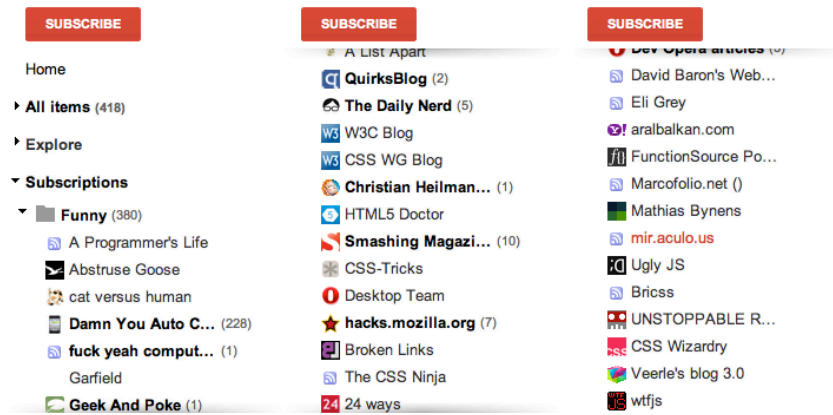 SUBSCRIBE
Home
All items (418)
Explore
Subscriptions
Funny (380)
A Programmer's Life
Abstruse Goose
cat versus human
Damn You Auto C... (228)
fuck yeah comput... (1)
Garfield
Geek And Poke (1)
SUBSCRIBE
A List Apart
QuirksBlog (2)
The Daily Nerd (5)
W3C Blog
CSS WG Blog
Christian Heilman... (1)
HTML5 Doctor
Smashing Magazi... (10)
CSS-Tricks
Desktop Team
hacks.mozilla.org (7)
Broken Links
The CSS Ninja
24 24 ways
SUBSCRIBE
Dev Opera articles
David Baron's Web...
Eli Grey
aralbalkan.com
FunctionSource Po...
Marcofolio.net ()
Mathias Bynens
mir.aculo.us
Ugly JS
Bricss
UNSTOPPABLE R...
CSS Wizardry
Veerle's blog 3.0
wtfjs